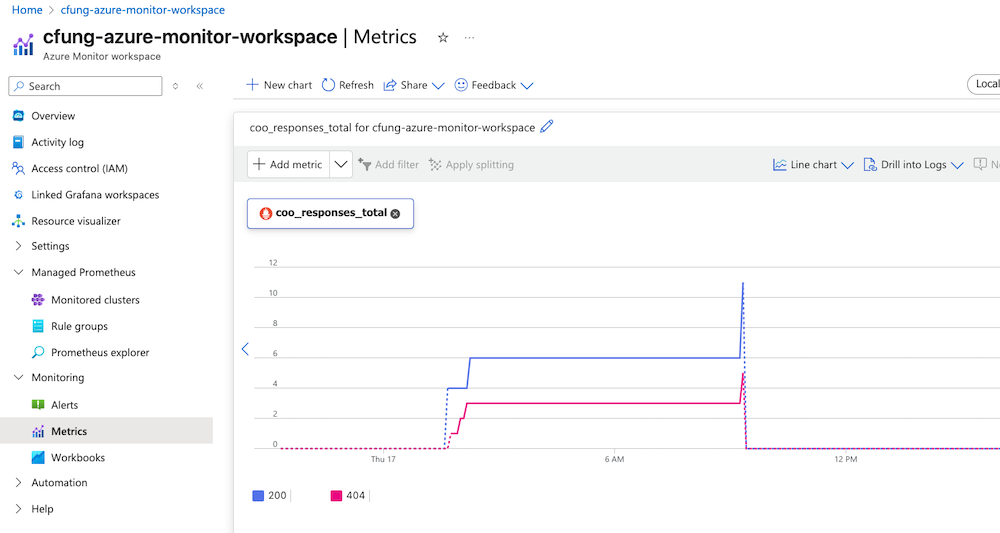 Home > cfung-azure-monitor-workspace
cfung-azure-monitor-workspace | Metrics
Azure Monitor workspace
Search
Overview
Activity log
Access control (IAM)
Linked Grafana workspaces
Resource visualizer
Settings
Managed Prometheus
Monitored clusters
Rule groups
Prometheus explorer
Monitoring
Alerts
Metrics
Workbooks
Automation
Help
New chart Refresh Share Feedback
Local
coo_responses_total for cfung-azure-monitor-workspace
Add metric Add filter Apply splitting Line chart Drill into Logs
coo_responses_total
12
10
8
6
4
2
0
Thu 17 6 AM 12 PM
200 404